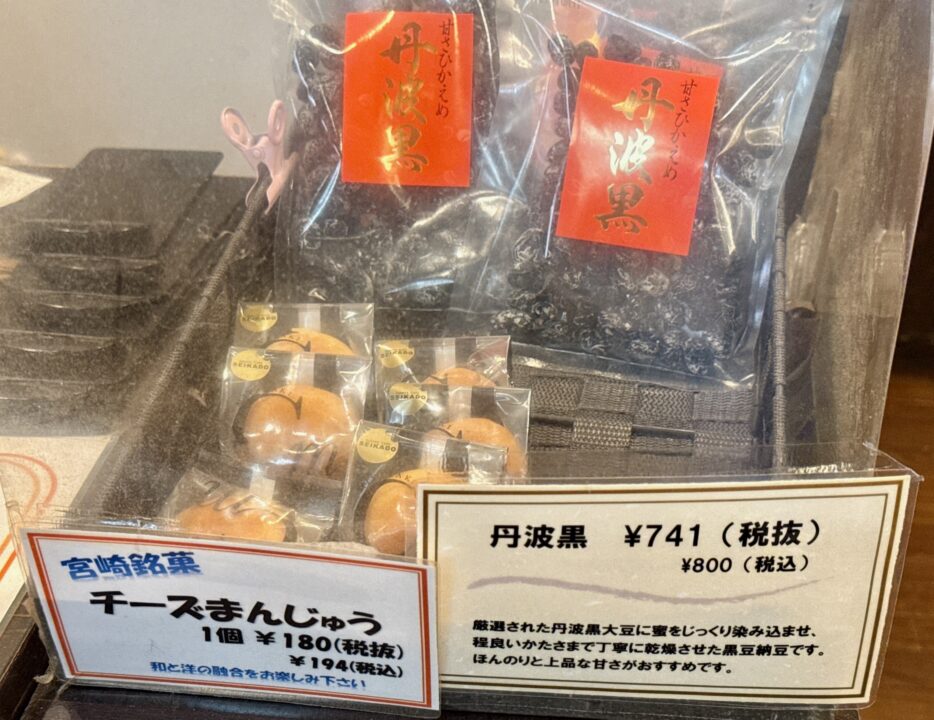 甘さひかえめ
丹波黒
甘さひかえめ
丹波黒
SEIKADO
SEIKADO
SEIKADO
SEIKADO
宮崎銘菓
チーズまんじゅう
1個 ¥180(税抜)
¥194(税込)
和と洋の融合をお楽しみ下さい
丹波黒 ¥741(税抜)
¥800(税込)
厳選された丹波黒大豆に蜜をじっくり染み込ませ、
程良いかたさまで丁寧に乾燥させた黒豆納豆です。
ほんのりと上品な甘さがおすすめです。